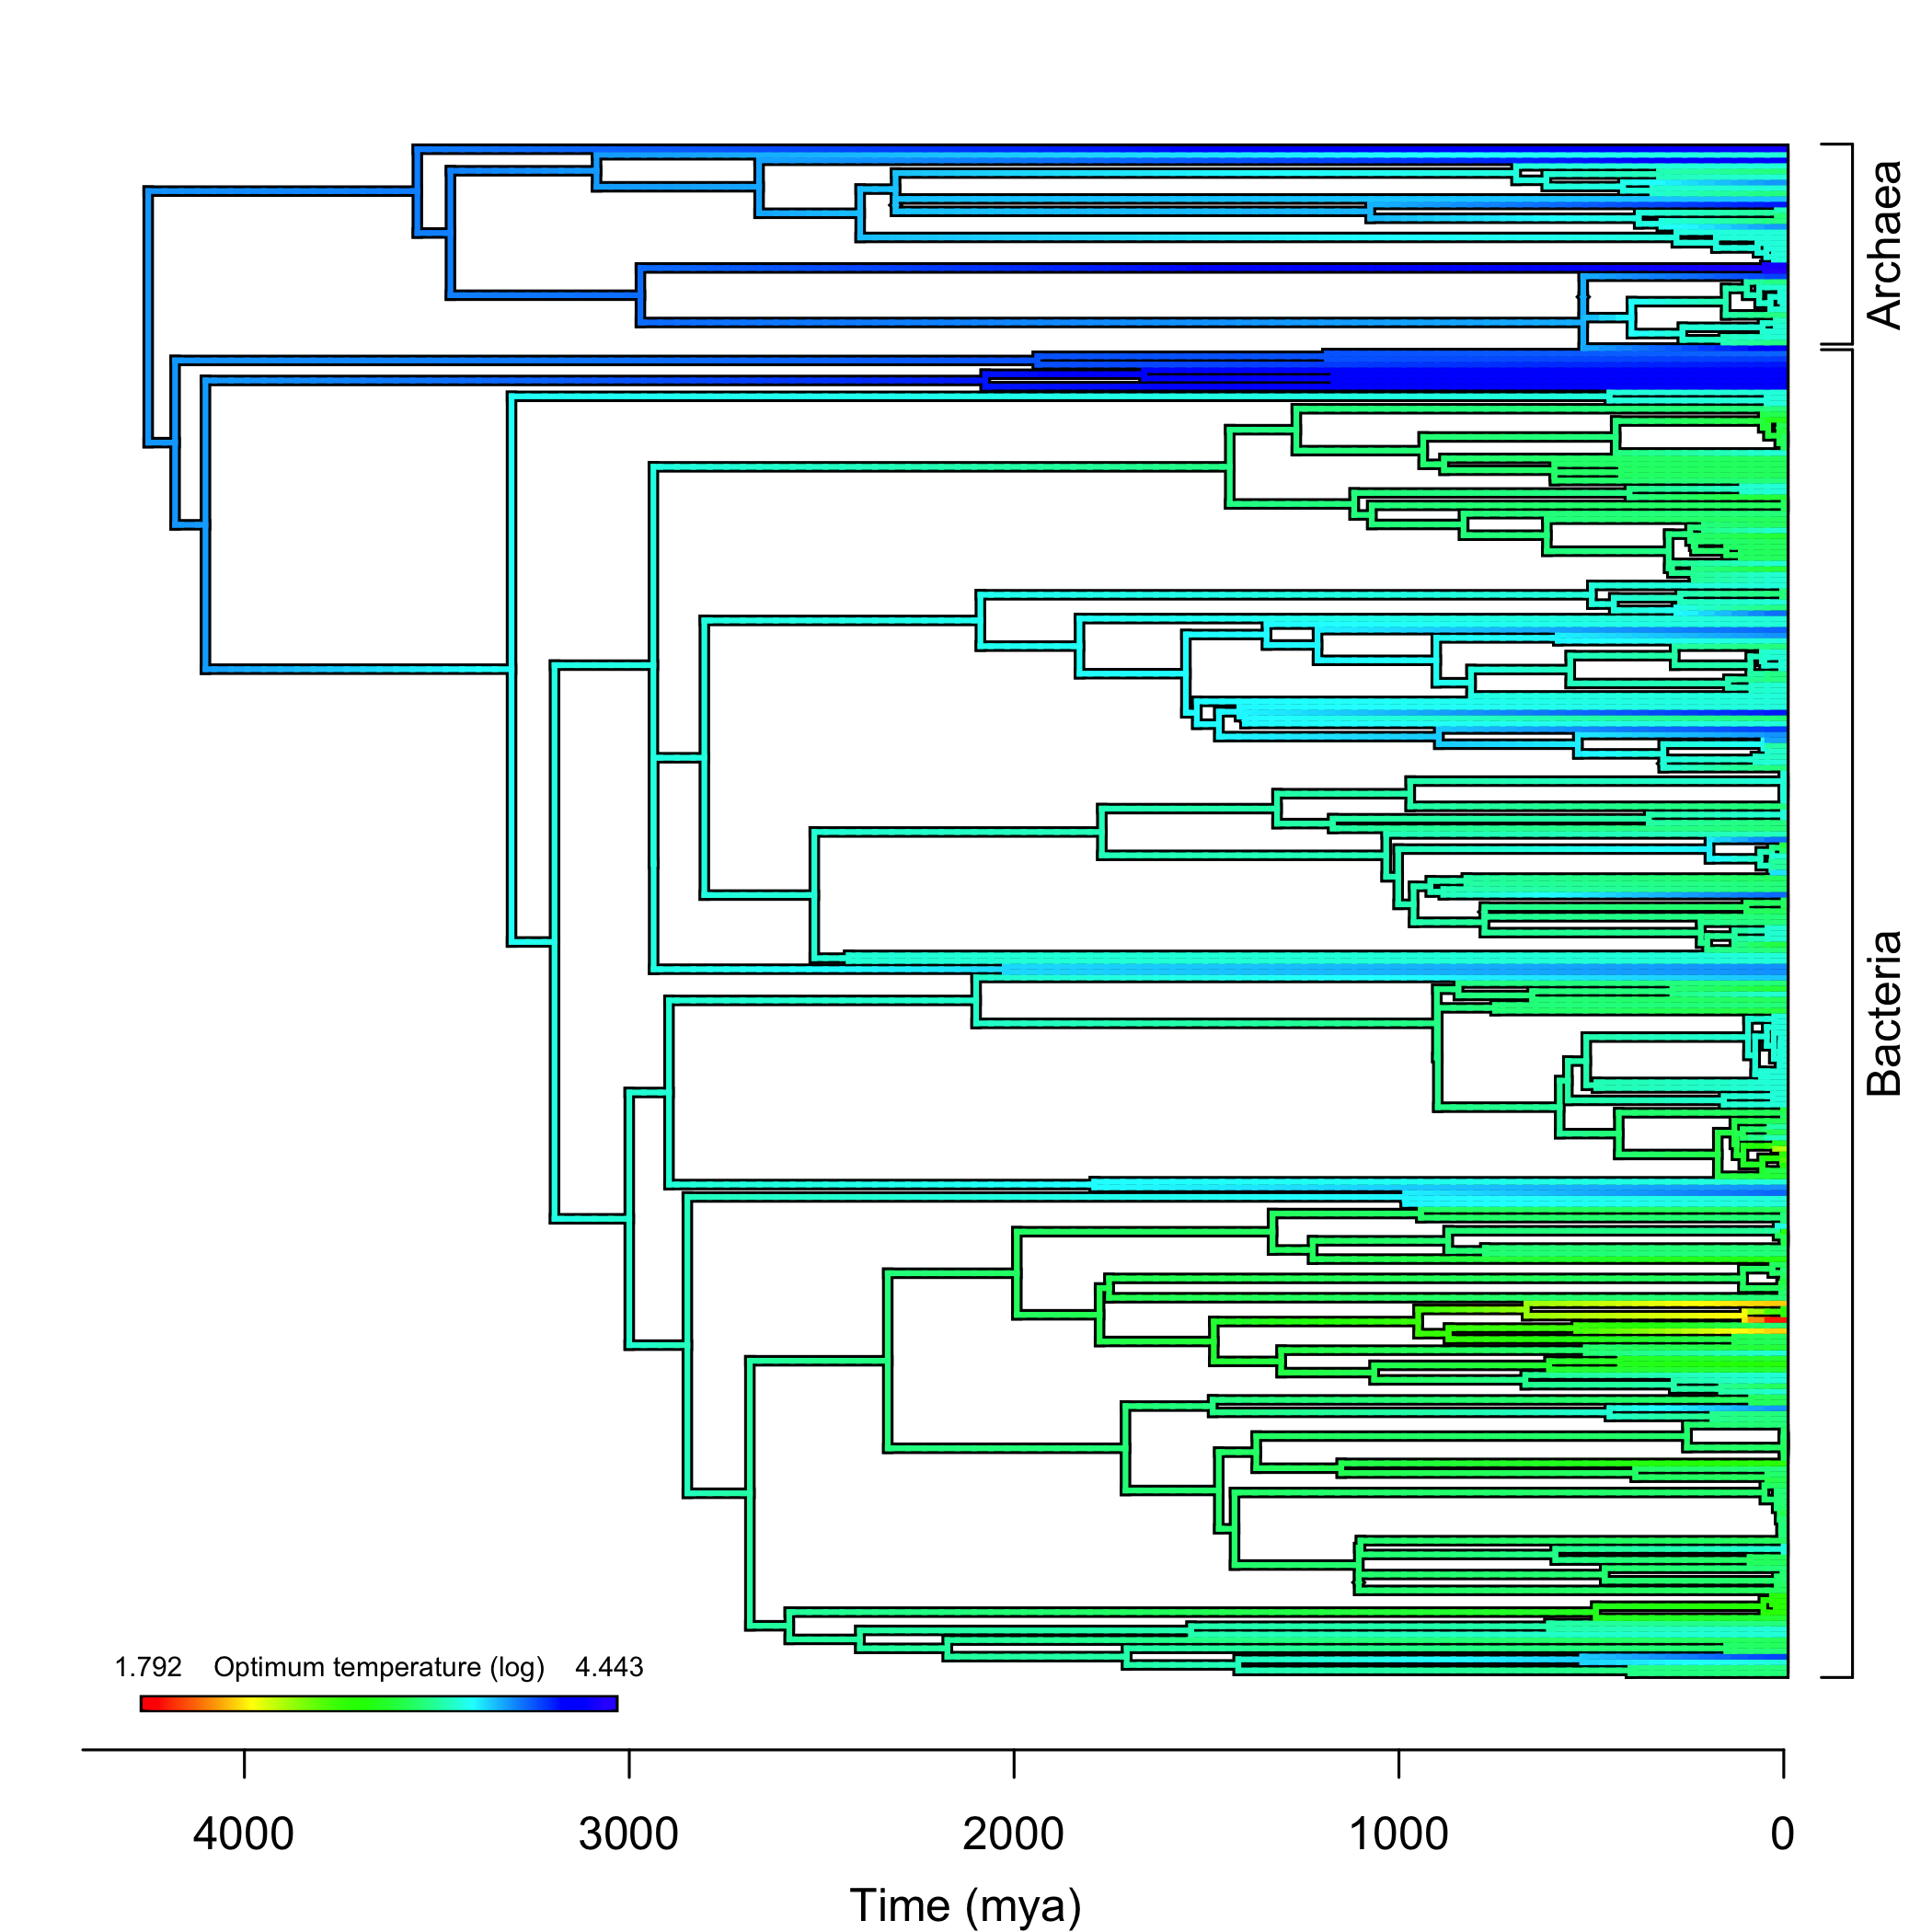 Archaea
Bacteria
1.792 Optimum temperature (log) 4.443
4000 3000 2000 1000 0
Time (mya)